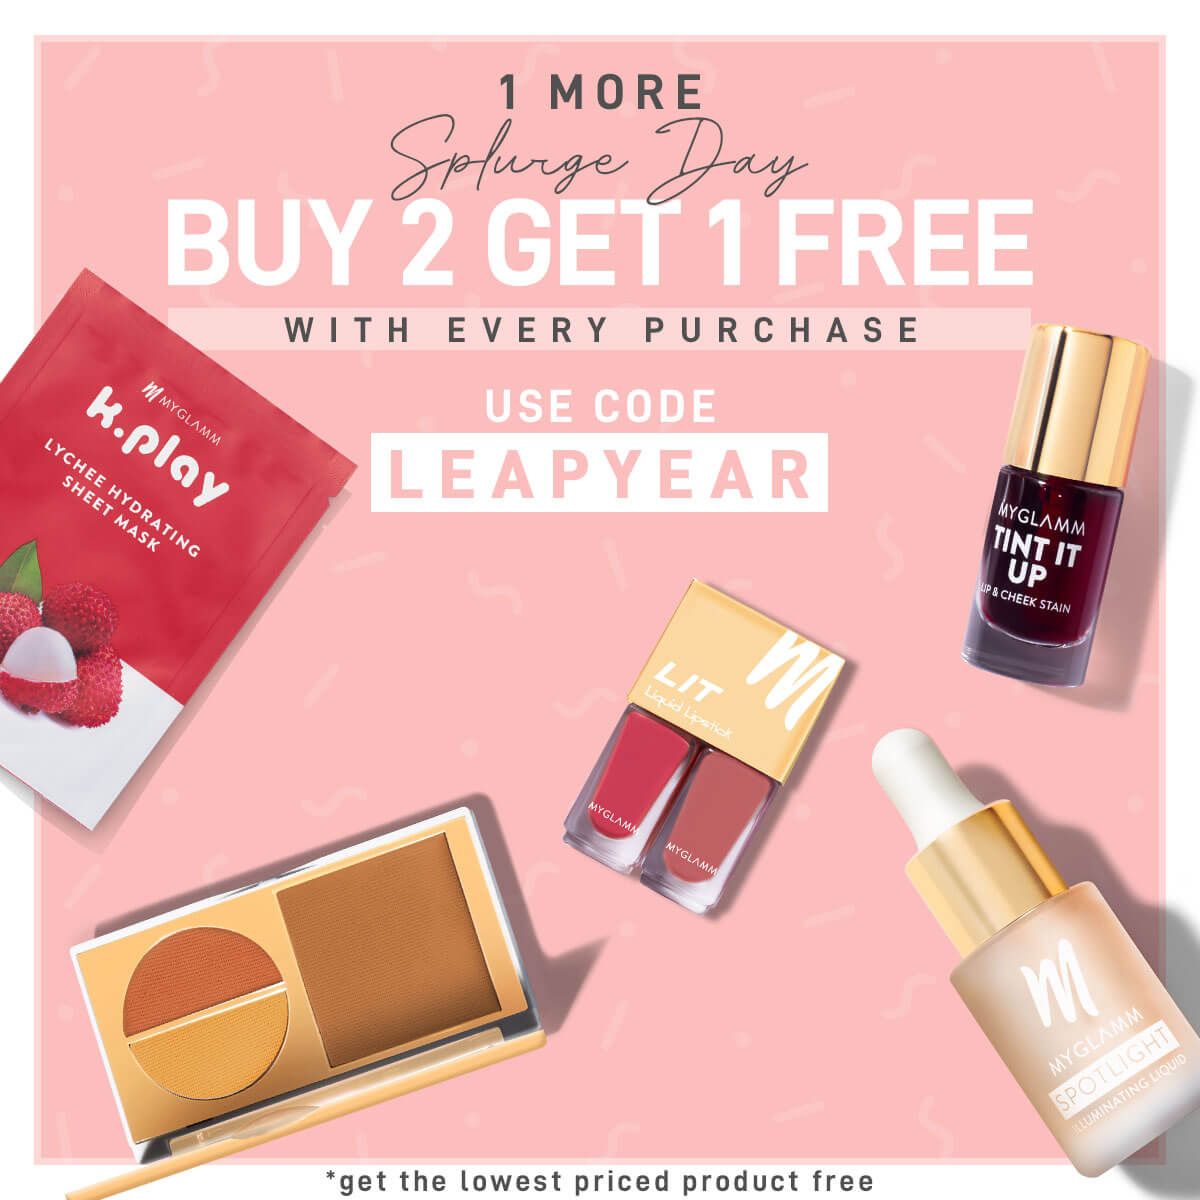 1 MORE
Splurge Day
BUY 2 GET 1 FREE
WITH EVERY PURCHASE
USE CODE
LEAPYEAR
MYGLAMM
k.play
LYCHEE HYDRATING
SHEET MASK
MYGLAMM
TINT IT
UP
LIP & CHEEK STAIN
LIT
Liquid Lipstick
MYGLAMM
MYGLAMM
MYGLAMM
SPOTLIGHT
ILLUMINATING LIQUID
*get the lowest priced product free